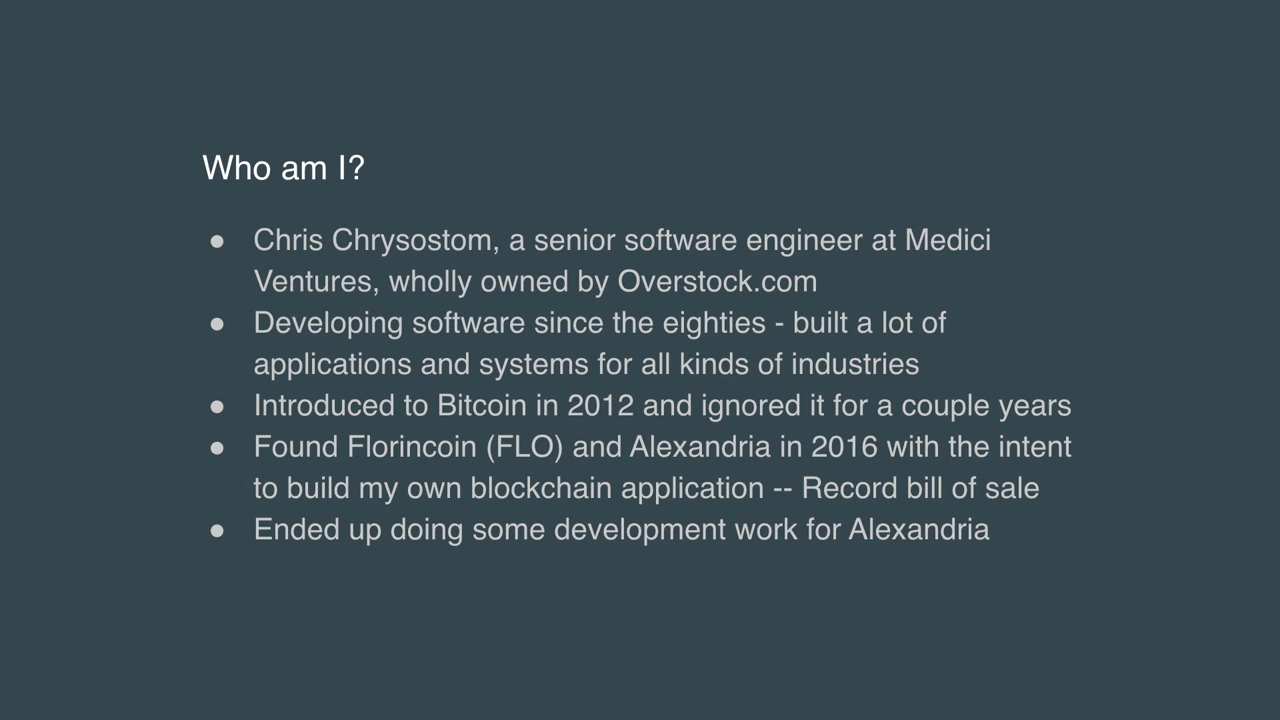 Who am I?
● Chris Chrysostom, a senior software engineer at Medici
Ventures, wholly owned by Overstock.com
● Developing software since the eighties - built a lot of
applications and systems for all kinds of industries
● Introduced to Bitcoin in 2012 and ignored it for a couple years
● Found Florincoin (FLO) and Alexandria in 2016 with the intent
to build my own blockchain application -- Record bill of sale
● Ended up doing some development work for Alexandria